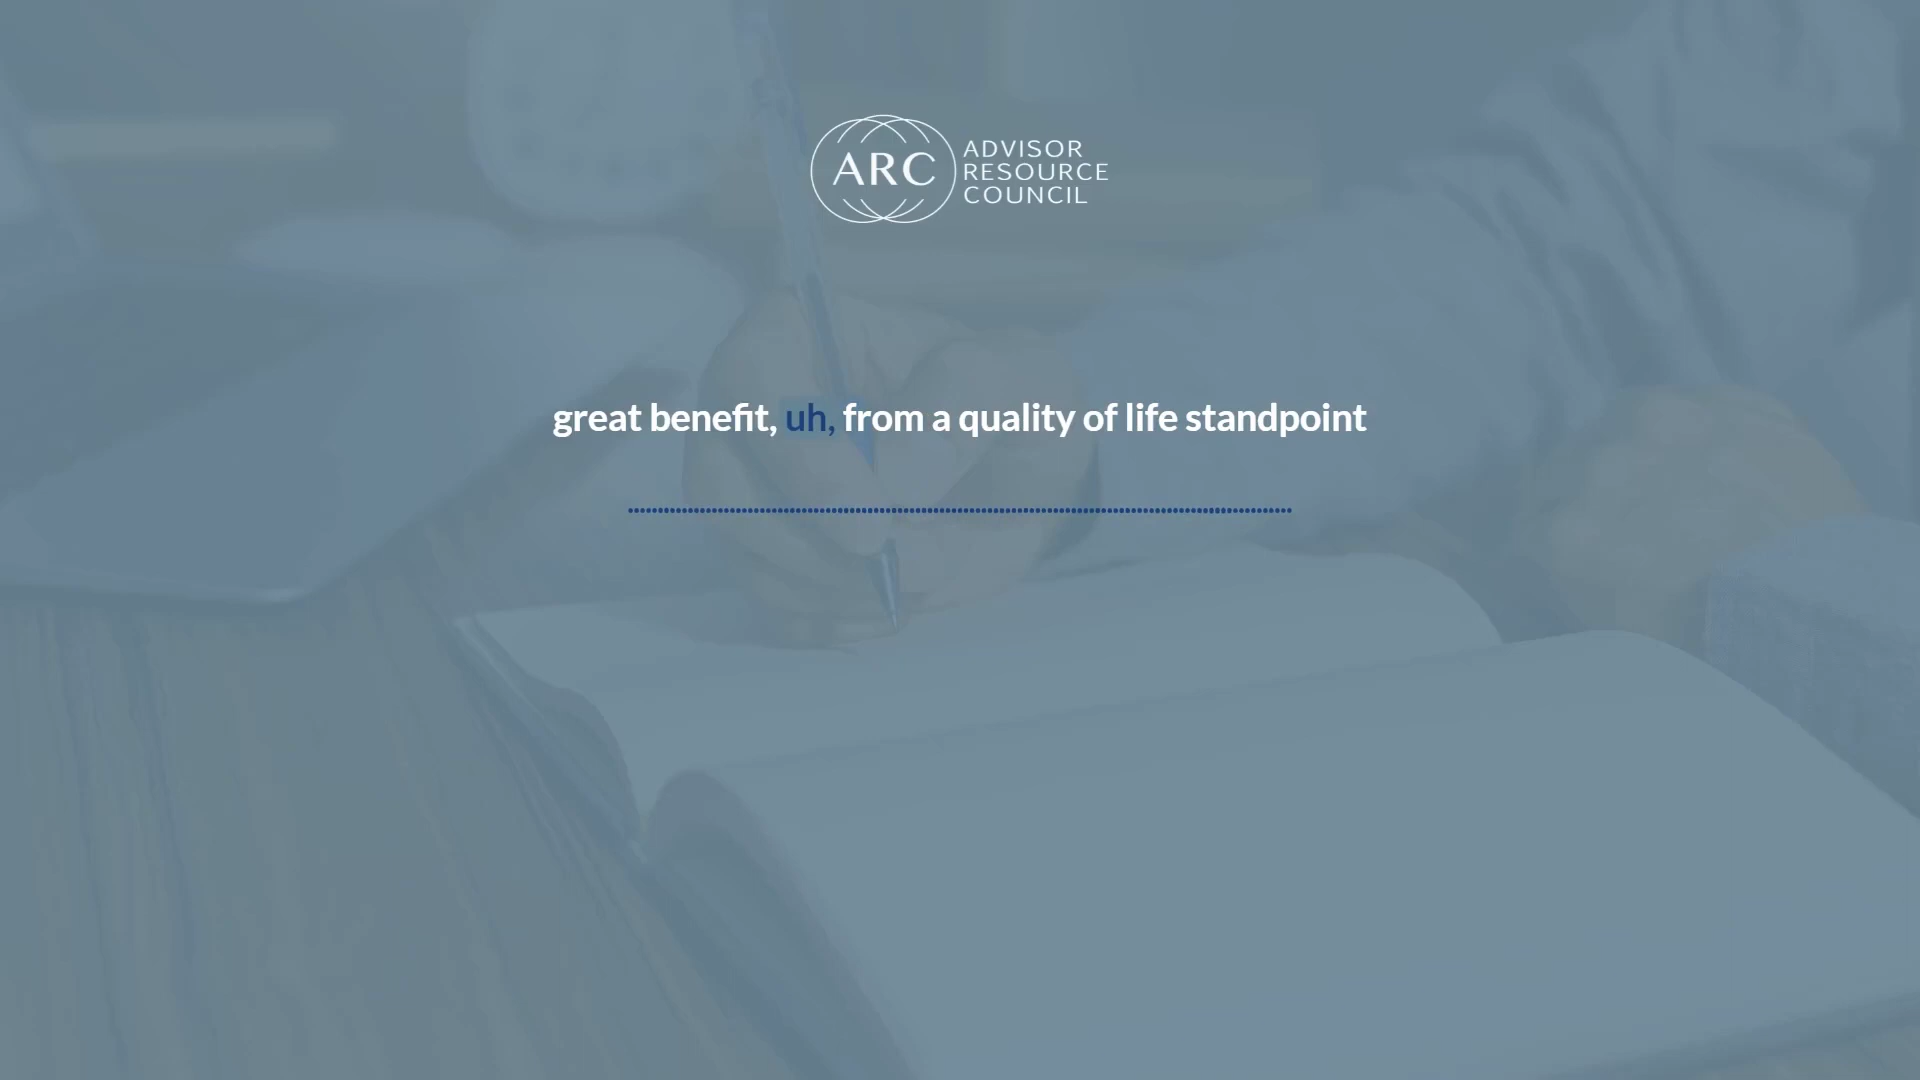 ARC
ADVISOR
RESOURCE
COUNCIL
great benefit, uh, from a quality of life standpoint